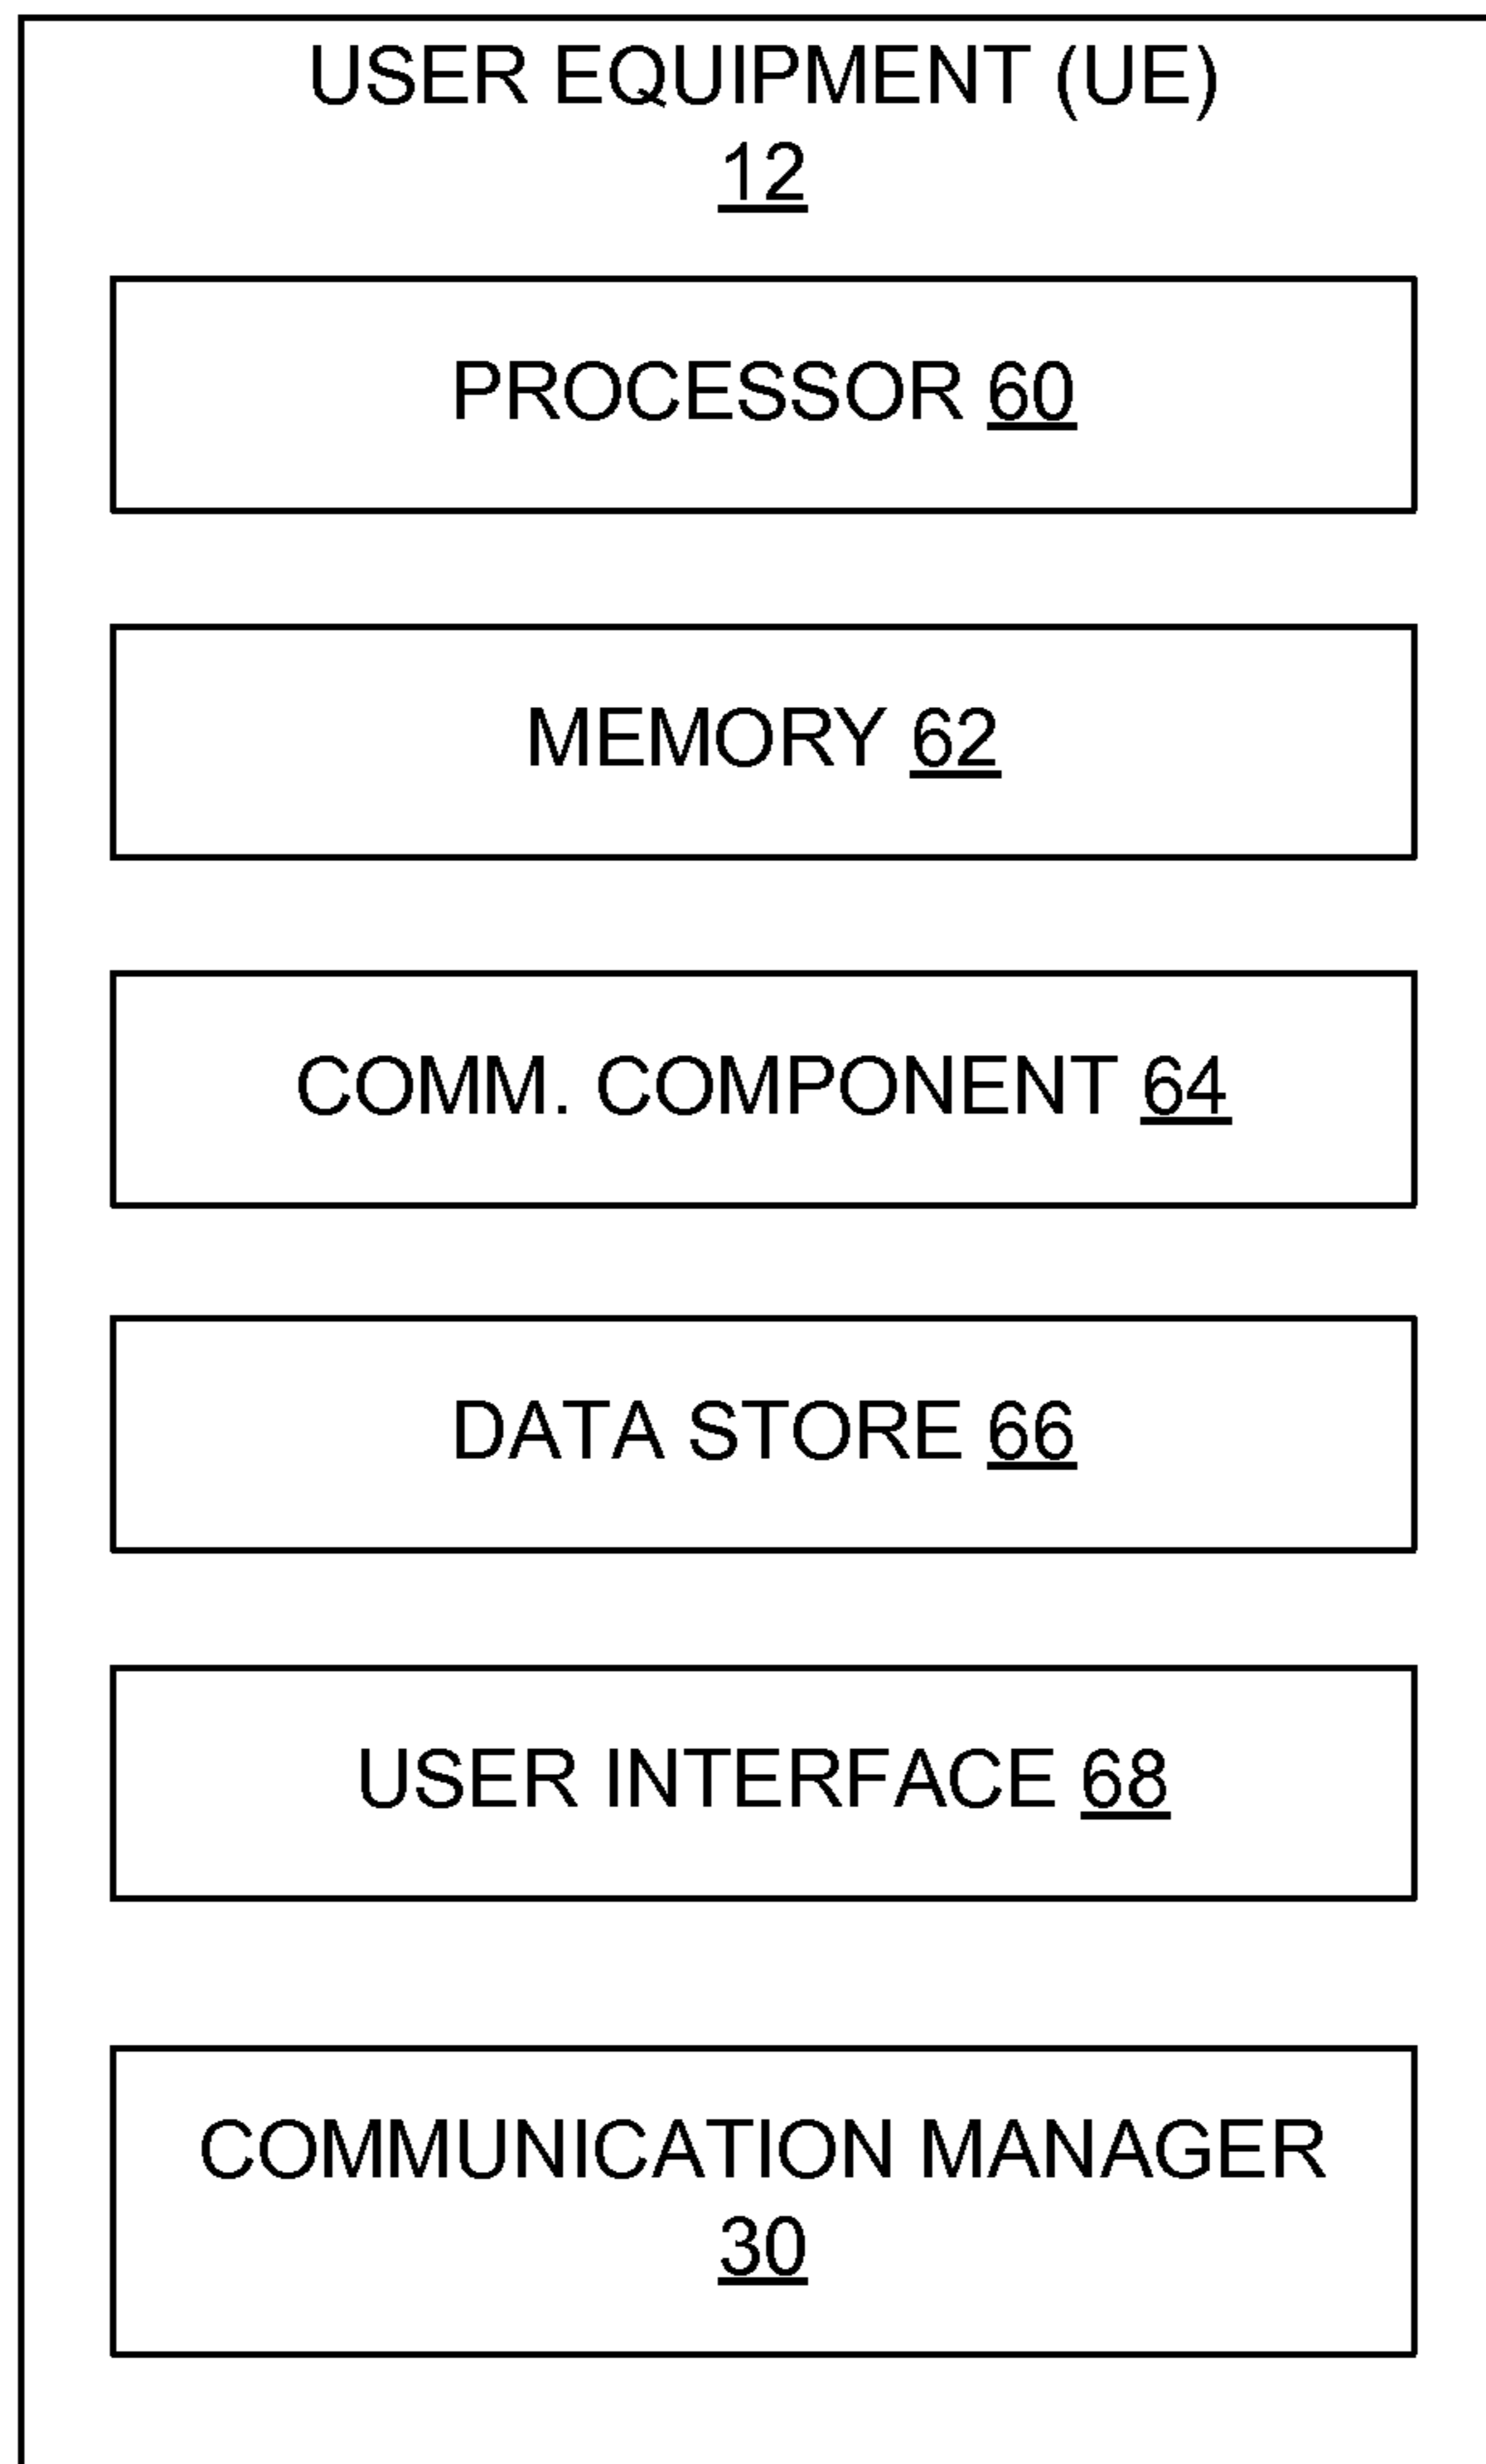 USER EQUIPMENT (UE)
12
PROCESSOR 60
MEMORY 62
COMM. COMPONENT 64
DATA STORE 66
USER INTERFACE 68
COMMUNICATION MANAGER
30